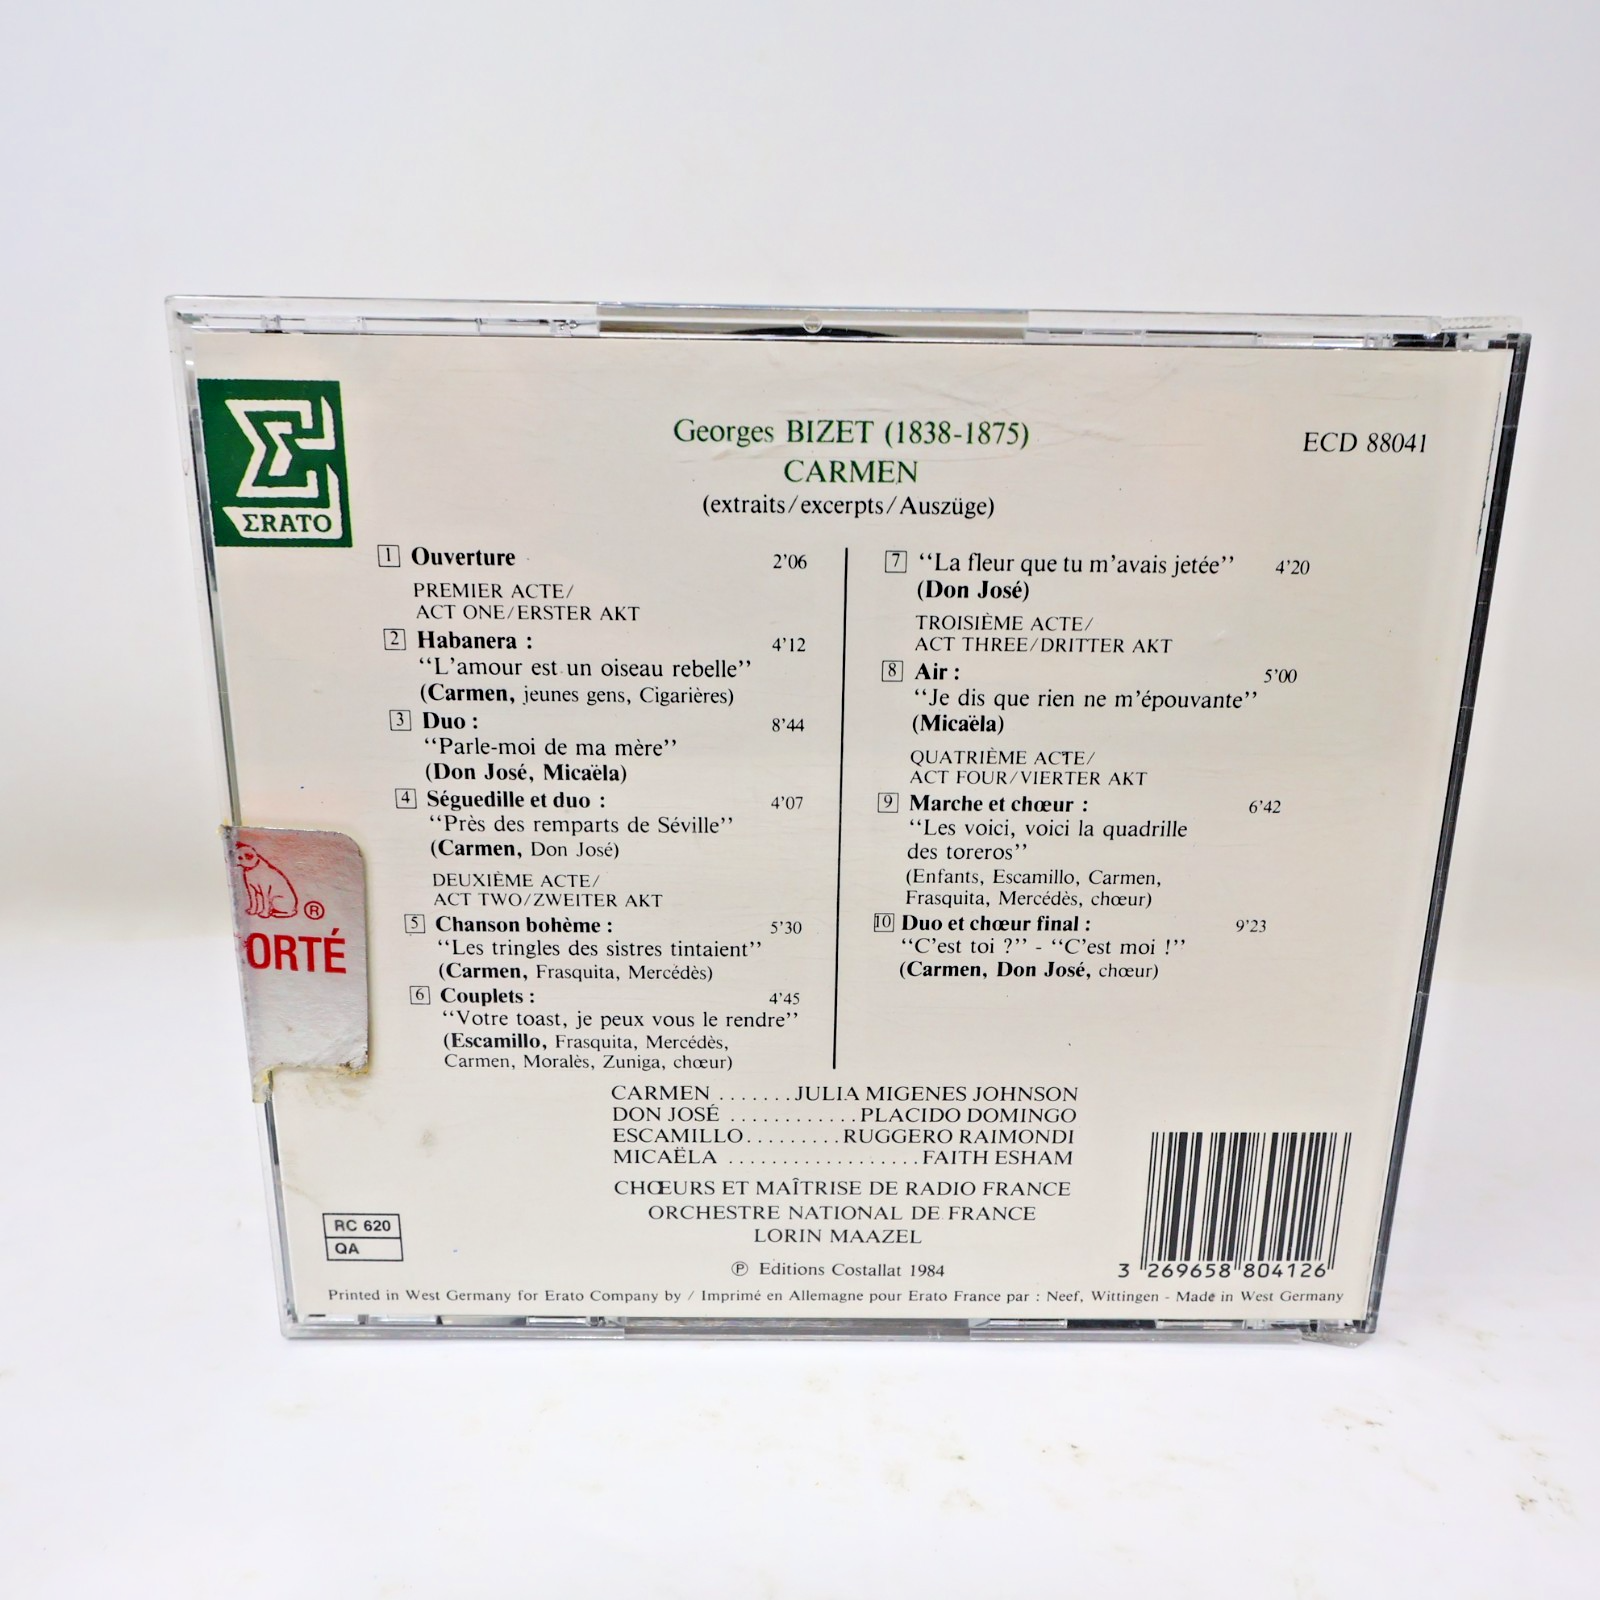 ΣRATO
Georges BIZET (1838-1875)
CARMEN
(extraits/excerpts/Auszüge)
ECD 88041
1 Ouverture 2'06
PREMIER ACTE/
ACT ONE/ERSTER AKT
2 Habanera : 4'12
“L'amour est un oiseau rebelle”
(Carmen, jeunes gens, Cigarières)
3 Duo : 8'44
“Parle-moi de ma mère”
(Don José, Micaëla)
4 Séguedille et duo : 4'07
“Près des remparts de Séville”
(Carmen, Don José)
DEUXIÈME ACTE/
ACT TWO/ZWEITER AKT
5 Chanson bohème : 5'30
“Les tringles des sistres tintaient”
(Carmen, Frasquita, Mercédès)
6 Couplets : 4'45
“Votre toast, je peux vous le rendre”
(Escamillo, Frasquita, Mercédès,
Carmen, Moralès, Zuniga, chœur)
7 “La fleur que tu m'avais jetée” 4'20
(Don José)
TROISIÈME ACTE/
ACT THREE/DRITTER AKT
8 Air : 5'00
“Je dis que rien ne m'épouvante”
(Micaëla)
QUATRIÈME ACTE/
ACT FOUR/VIERTER AKT
9 Marche et chœur : 6'42
“Les voici, voici la quadrille
des toreros”
(Enfants, Escamillo, Carmen,
Frasquita, Mercédès, chœur)
10 Duo et chœur final : 9'23
“C'est toi ?” - “C'est moi !”
(Carmen, Don José, chœur)
®
ORTÉ
CARMEN .......JULIA MIGENES JOHNSON
DON JOSÉ ............PLACIDO DOMINGO
ESCAMILLO.........RUGGERO RAIMONDI
MICAËLA ..................FAITH ESHAM
CHŒURS ET MAÎTRISE DE RADIO FRANCE
ORCHESTRE NATIONAL DE FRANCE
LORIN MAAZEL
℗ Editions Costallat 1984
RC 620
QA
3 269658 804126
Printed in West Germany for Erato Company by / Imprimé en Allemagne pour Erato France par : Neef, Wittingen - Made in West Germany